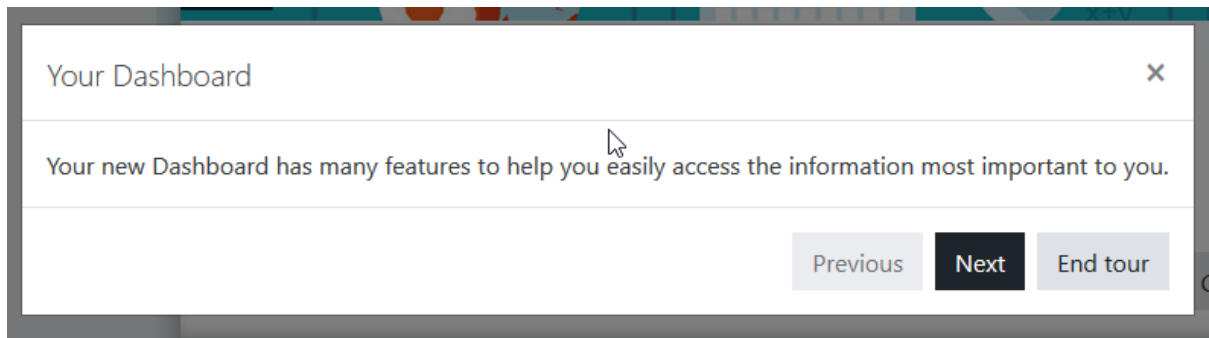 Your Dashboard
×
Your new Dashboard has many features to help you easily access the information most important to you.
Previous Next End tour